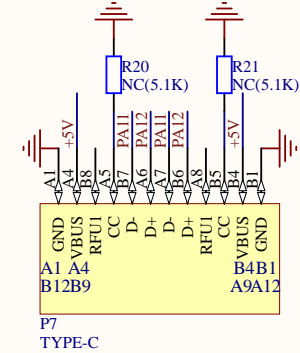 R20
NC(5.1K)
R21
NC(5.1K)
+5V
PA11
PA12
PA11
PA12
+5V
A1
A4
B8
A5
B7
A6
A7
B6
A8
B5
B4
B1
GND
VBUS
RFU1
CC
D-
D+
D-
D+
RFU1
CC
VBUS
GND
A1 A4 B4B1
B12B9 A9A12
P7
TYPE-C